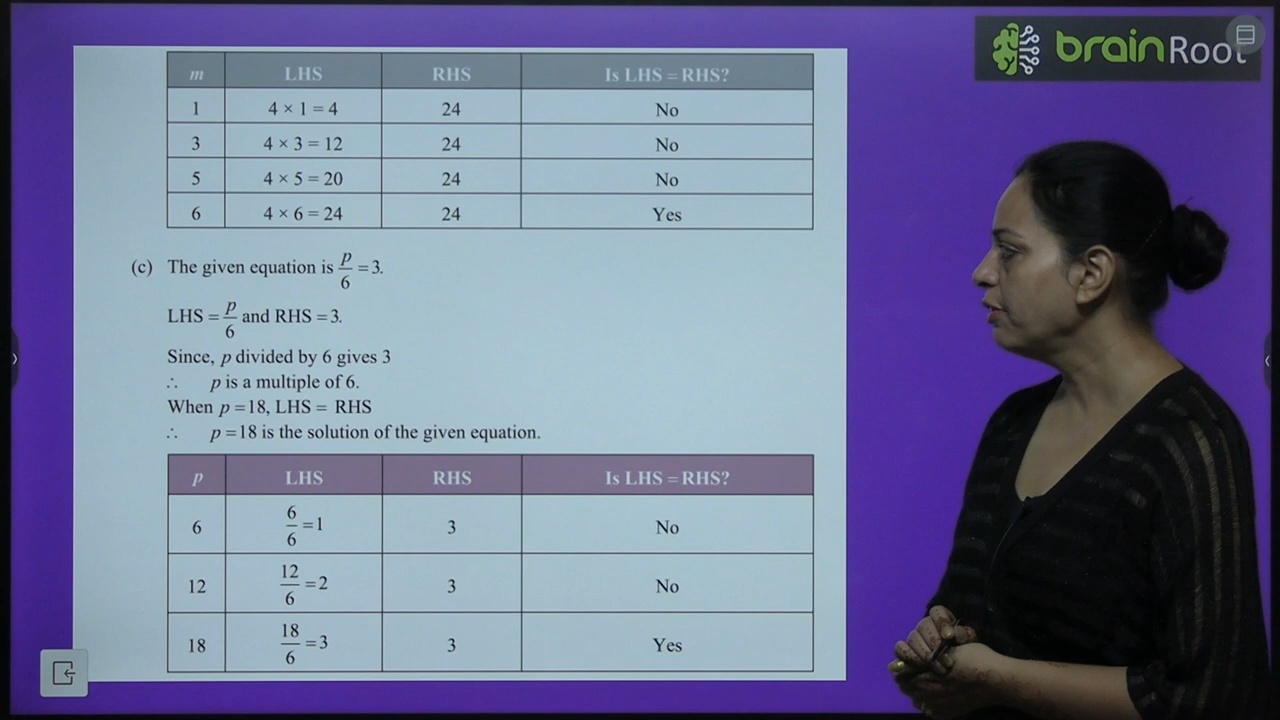 brainRoot
m LHS RHS Is LHS = RHS?
1 4 × 1 = 4 24 No
3 4 × 3 = 12 24 No
5 4 × 5 = 20 24 No
6 4 × 6 = 24 24 Yes
(c) The given equation is p/6 = 3.
LHS = p/6 and RHS = 3.
Since, p divided by 6 gives 3
∴ p is a multiple of 6.
When p = 18, LHS = RHS
∴ p = 18 is the solution of the given equation.
p LHS RHS Is LHS = RHS?
6 6/6 = 1 3 No
12 12/6 = 2 3 No
18 18/6 = 3 3 Yes